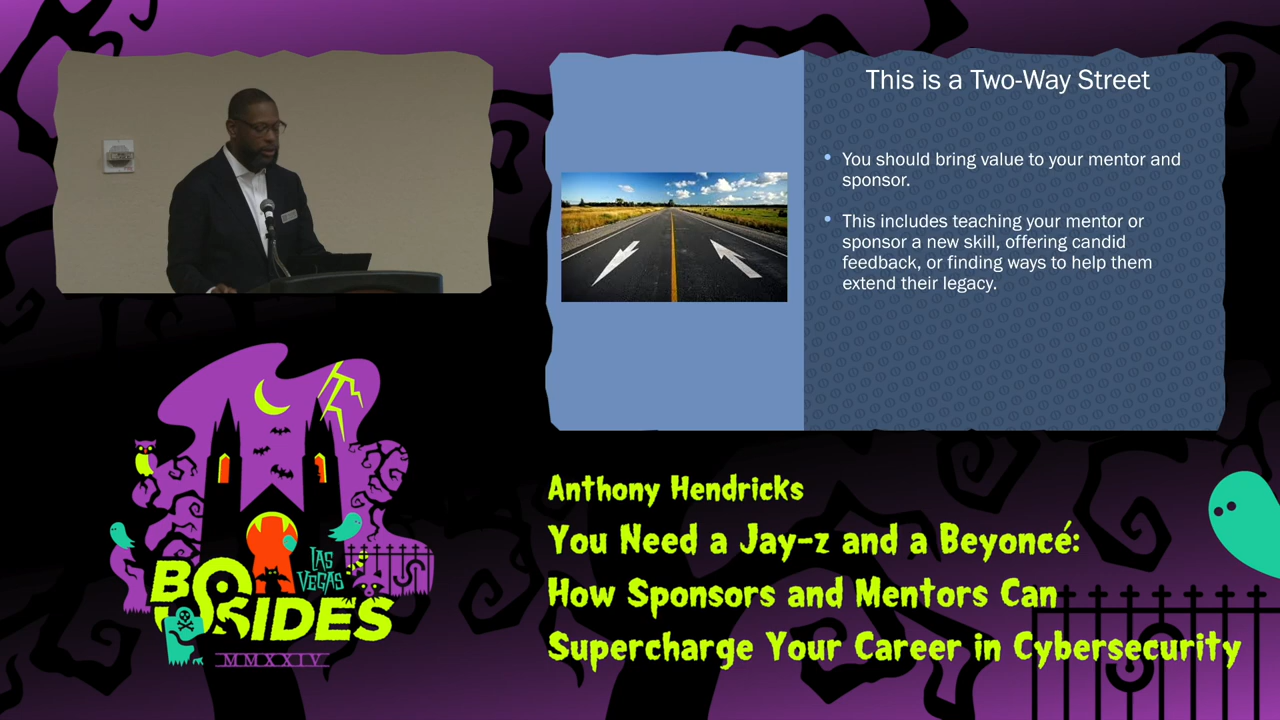 This is a Two-Way Street
• You should bring value to your mentor and
sponsor.
• This includes teaching your mentor or
sponsor a new skill, offering candid
feedback, or finding ways to help them
extend their legacy.
Anthony Hendricks
You Need a Jay-z and a Beyoncé:
How Sponsors and Mentors Can
Supercharge Your Career in Cybersecurity
LAS
VEGAS
BSIDES
MMXXIV